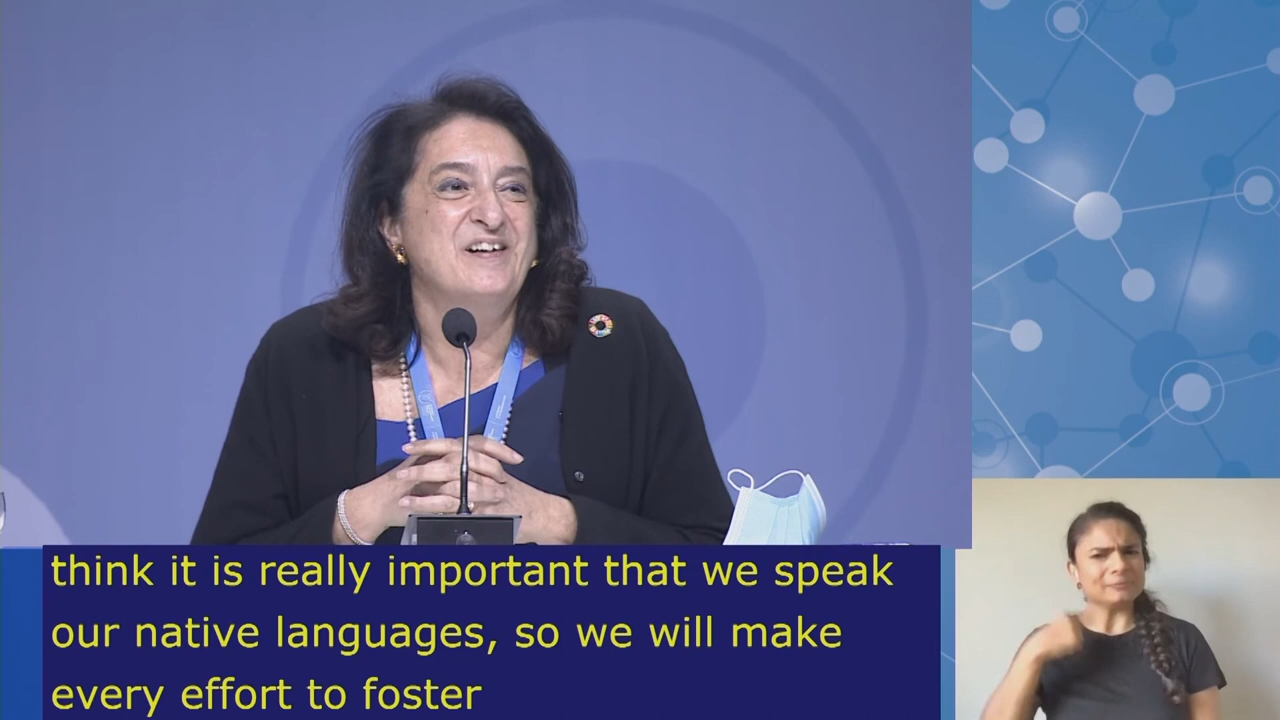 think it is really important that we speak
our native languages, so we will make
every effort to foster